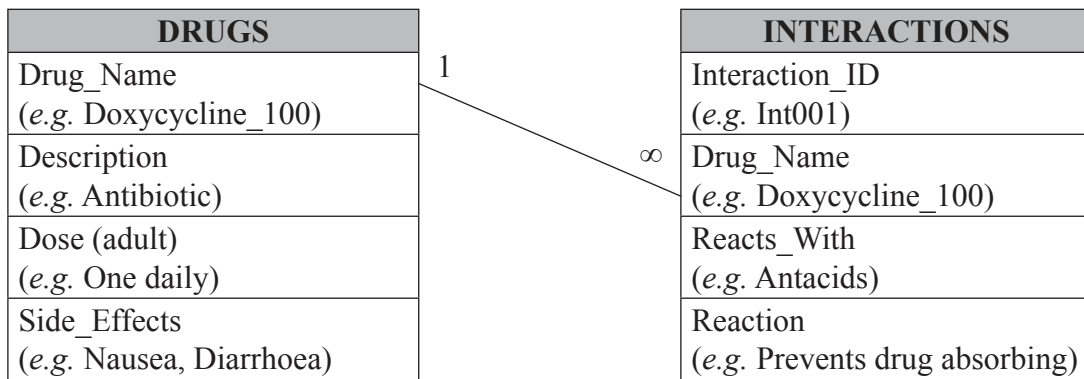 DRUGS
Drug_Name
(e.g. Doxycycline_100)
Description
(e.g. Antibiotic)
Dose (adult)
(e.g. One daily)
Side_Effects
(e.g. Nausea, Diarrhoea)
1
∞
INTERACTIONS
Interaction_ID
(e.g. Int001)
Drug_Name
(e.g. Doxycycline_100)
Reacts_With
(e.g. Antacids)
Reaction
(e.g. Prevents drug absorbing)